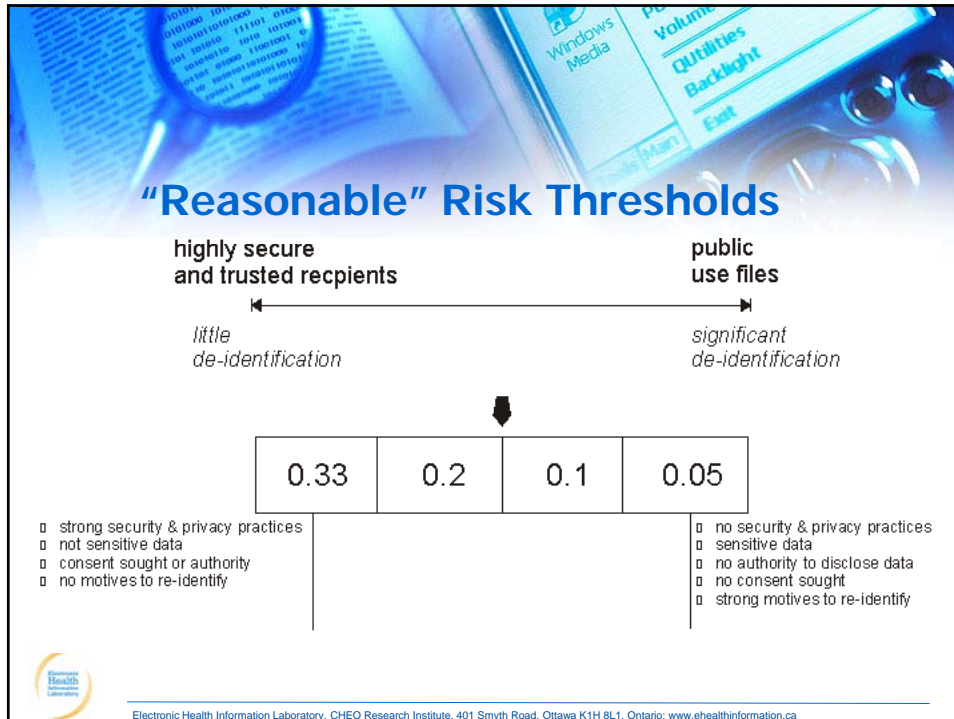 Windows
Media
Volume
QUtilities
Backlight
Exit
Main
“Reasonable” Risk Thresholds
highly secure
and trusted recpients
public
use files
little
de-identification
significant
de-identification
0.33 0.2 0.1 0.05
strong security & privacy practices
not sensitive data
consent sought or authority
no motives to re-identify
no security & privacy practices
sensitive data
no authority to disclose data
no consent sought
strong motives to re-identify
Electronic
Health
Information
Laboratory
Electronic Health Information Laboratory, CHEO Research Institute, 401 Smyth Road, Ottawa K1H 8L1, Ontario; www.ehealthinformation.ca